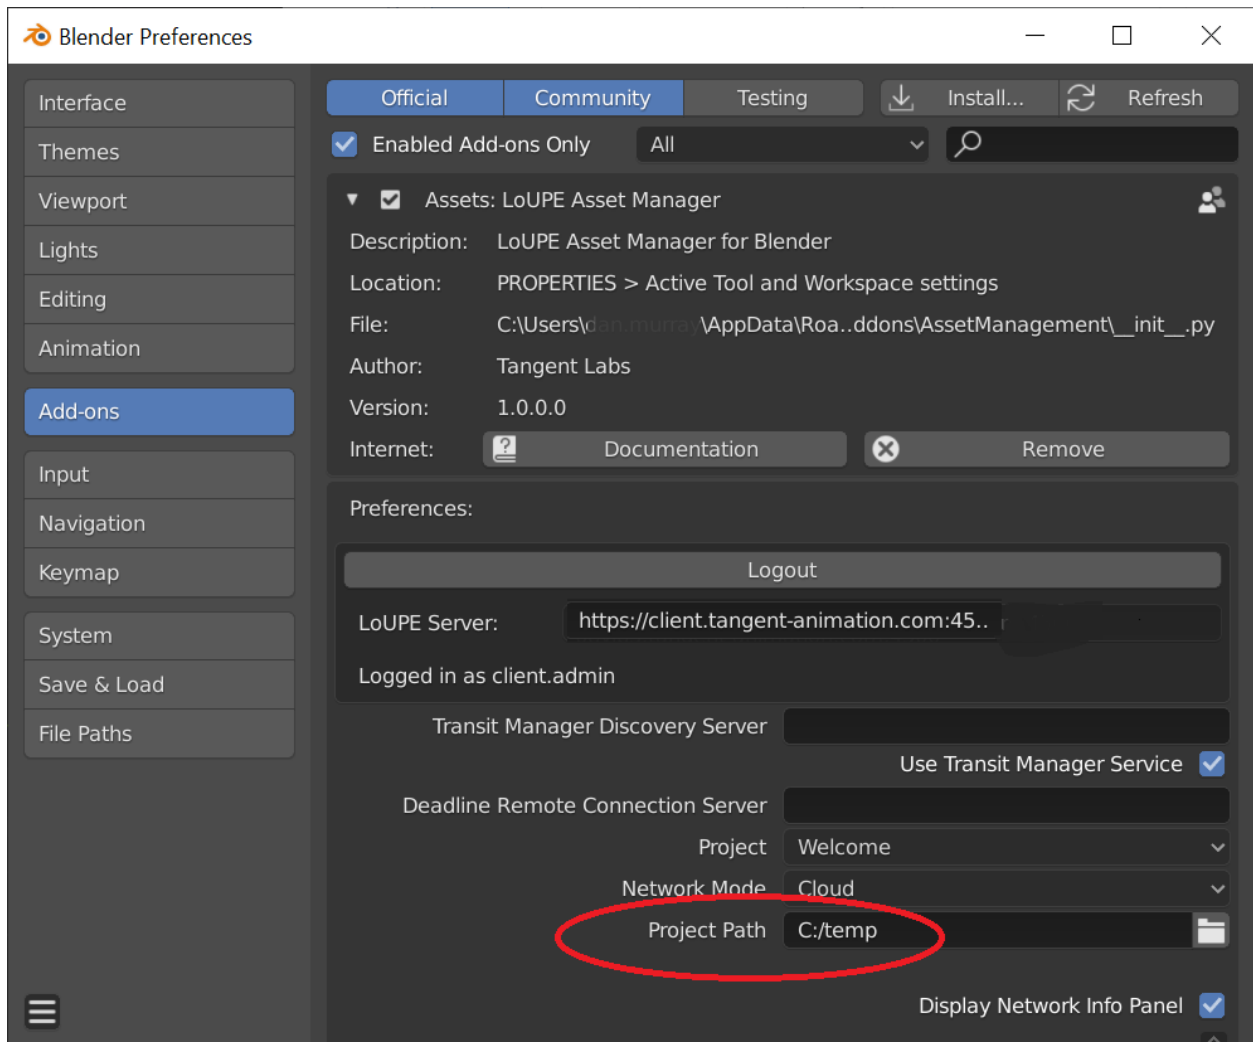 Blender Preferences
Interface
Themes
Viewport
Lights
Editing
Animation
Add-ons
Input
Navigation
Keymap
System
Save & Load
File Paths
Official Community Testing Install... Refresh
Enabled Add-ons Only All
Assets: LoUPE Asset Manager
Description: LoUPE Asset Manager for Blender
Location: PROPERTIES > Active Tool and Workspace settings
File: C:\Users\dan.murray\AppData\Roa..ddons\AssetManagement\__init__.py
Author: Tangent Labs
Version: 1.0.0.0
Internet: Documentation Remove
Preferences:
Logout
LoUPE Server: https://client.tangent-animation.com:45..
Logged in as client.admin
Transit Manager Discovery Server
Use Transit Manager Service
Deadline Remote Connection Server
Project Welcome
Network Mode Cloud
Project Path C:/temp
Display Network Info Panel